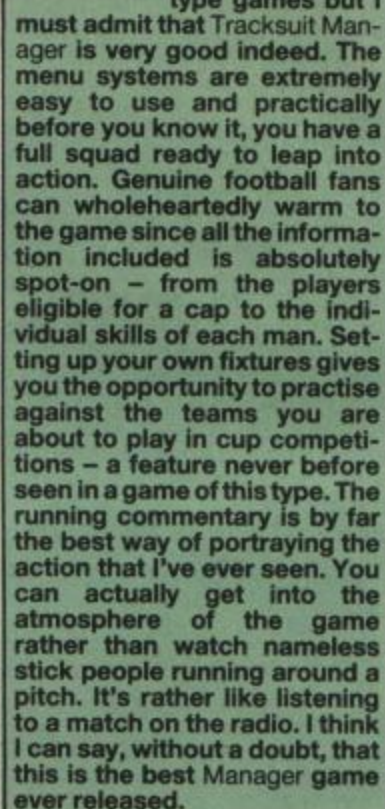 type games but I
must admit that Tracksuit Man-
ager is very good indeed. The
menu systems are extremely
easy to use and practically
before you know it, you have a
full squad ready to leap into
action. Genuine football fans
can wholeheartedly warm to
the game since all the informa-
tion included is absolutely
spot-on – from the players
eligible for a cap to the indi-
vidual skills of each man. Set-
ting up your own fixtures gives
you the opportunity to practise
against the teams you are
about to play in cup competi-
tions – a feature never before
seen in a game of this type. The
running commentary is by far
the best way of portraying the
action that I've ever seen. You
can actually get into the
atmosphere of the game
rather than watch nameless
stick people running around a
pitch. It's rather like listening
to a match on the radio. I think
I can say, without a doubt, that
this is the best Manager game
ever released.